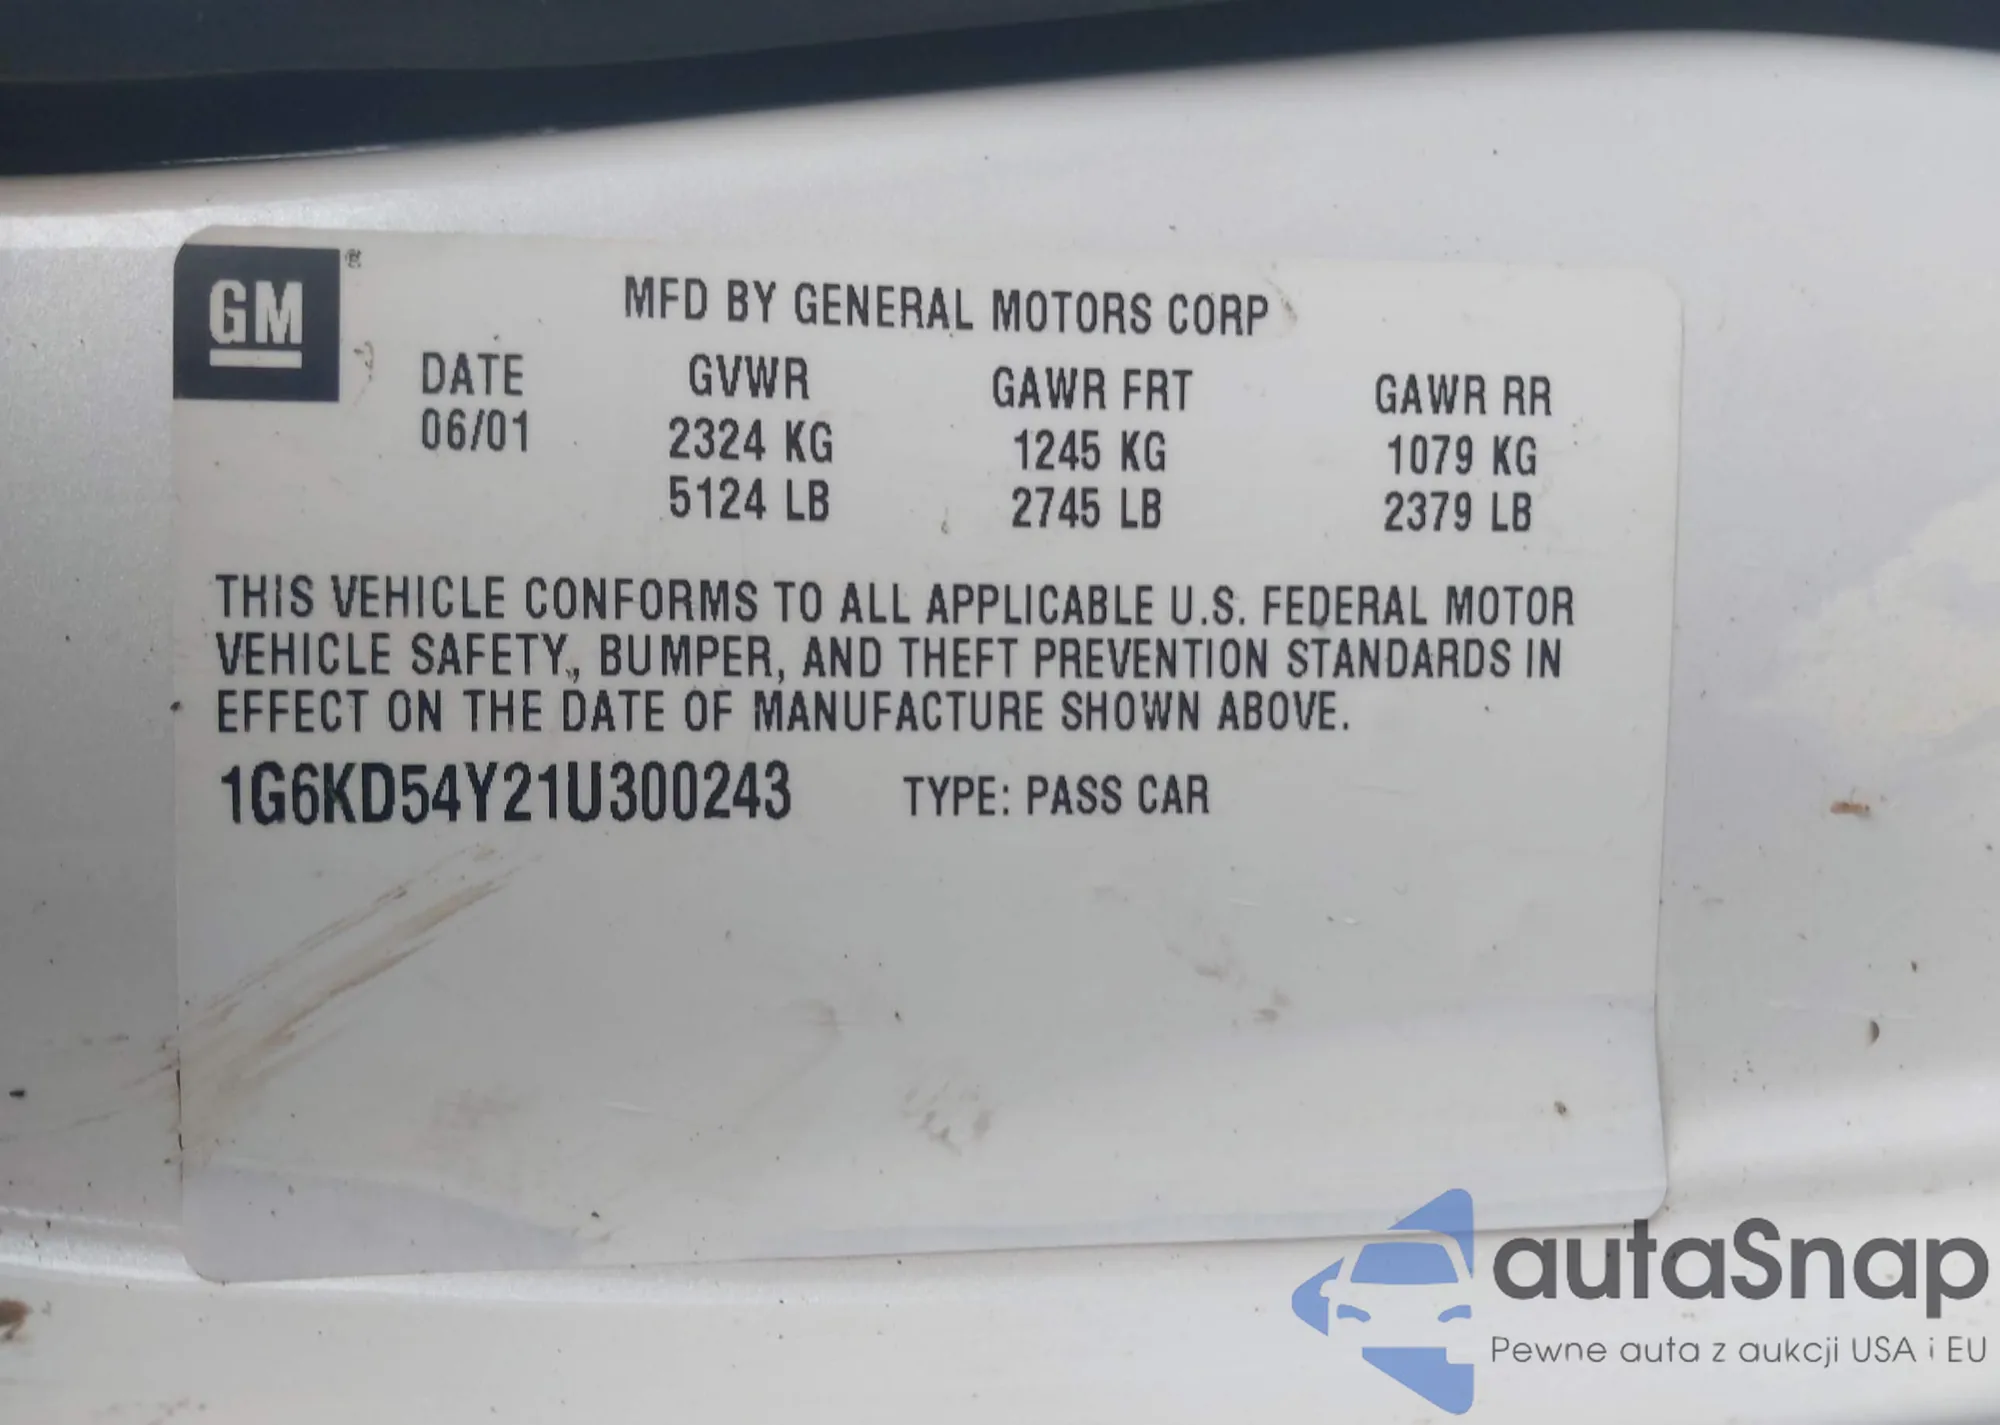 GM ®
MFD BY GENERAL MOTORS CORP
DATE GVWR GAWR FRT GAWR RR
06/01 2324 KG 1245 KG 1079 KG
5124 LB 2745 LB 2379 LB
THIS VEHICLE CONFORMS TO ALL APPLICABLE U.S. FEDERAL MOTOR
VEHICLE SAFETY, BUMPER, AND THEFT PREVENTION STANDARDS IN
EFFECT ON THE DATE OF MANUFACTURE SHOWN ABOVE.
1G6KD54Y21U300243 TYPE: PASS CAR
autaSnap
Pewne auta z aukcji USA i EU